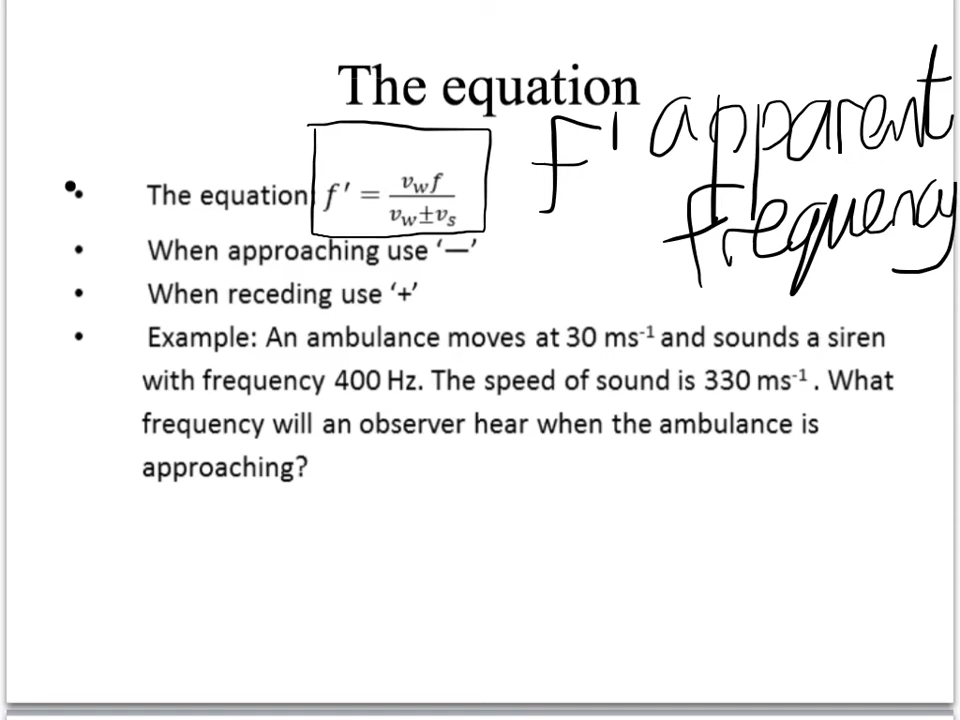 The equation
f' apparent
frequency
• The equation f′ = v_w f / v_w ± v_s
• When approaching use ‘—’
• When receding use ‘+’
• Example: An ambulance moves at 30 ms⁻¹ and sounds a siren
with frequency 400 Hz. The speed of sound is 330 ms⁻¹. What
frequency will an observer hear when the ambulance is
approaching?